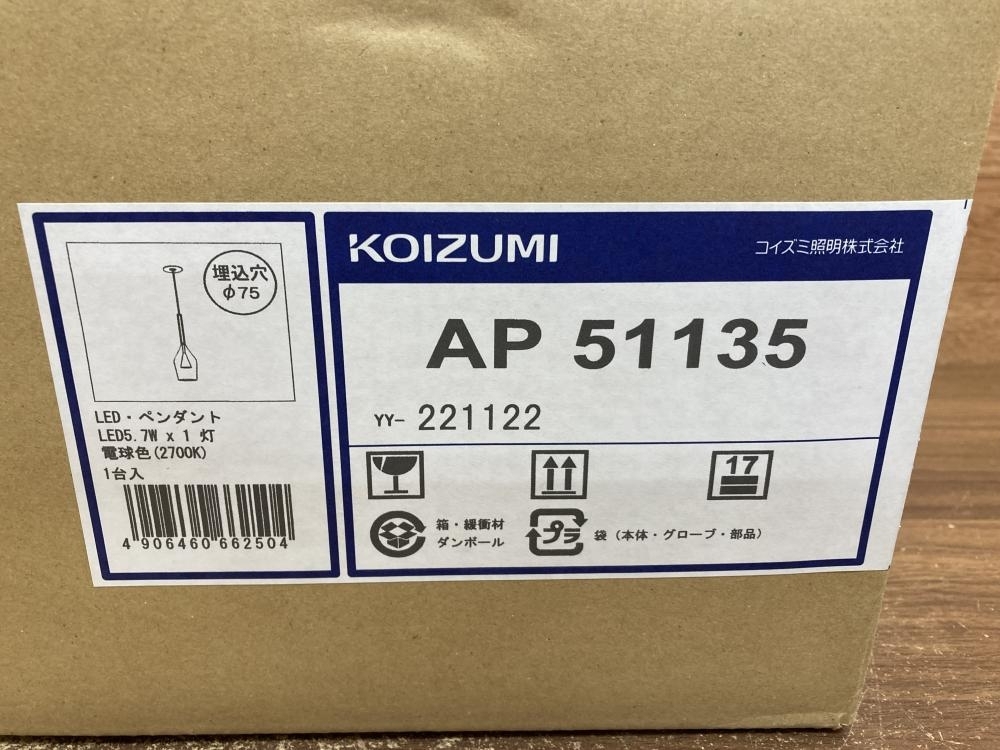 埋込穴
φ75
LED・ペンダント
LED5.7W x 1 灯
電球色(2700K)
1台入
4 906460 662504
KOIZUMI
コイズミ照明株式会社
AP 51135
YY- 221122
17
箱・緩衝材
ダンボール
プラ
袋（本体・グローブ・部品）